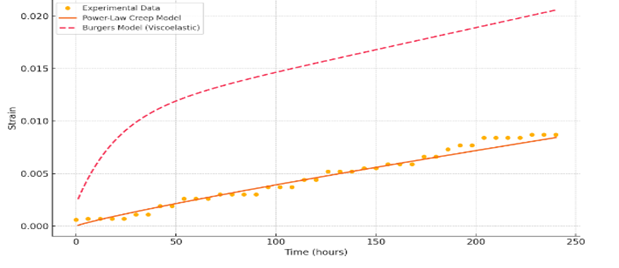 Experimental Data
Power-Law Creep Model
Burgers Model (Viscoelastic)
0.020
0.015
0.010
0.005
0.000
Strain
0 50 100 150 200 250
Time (hours)